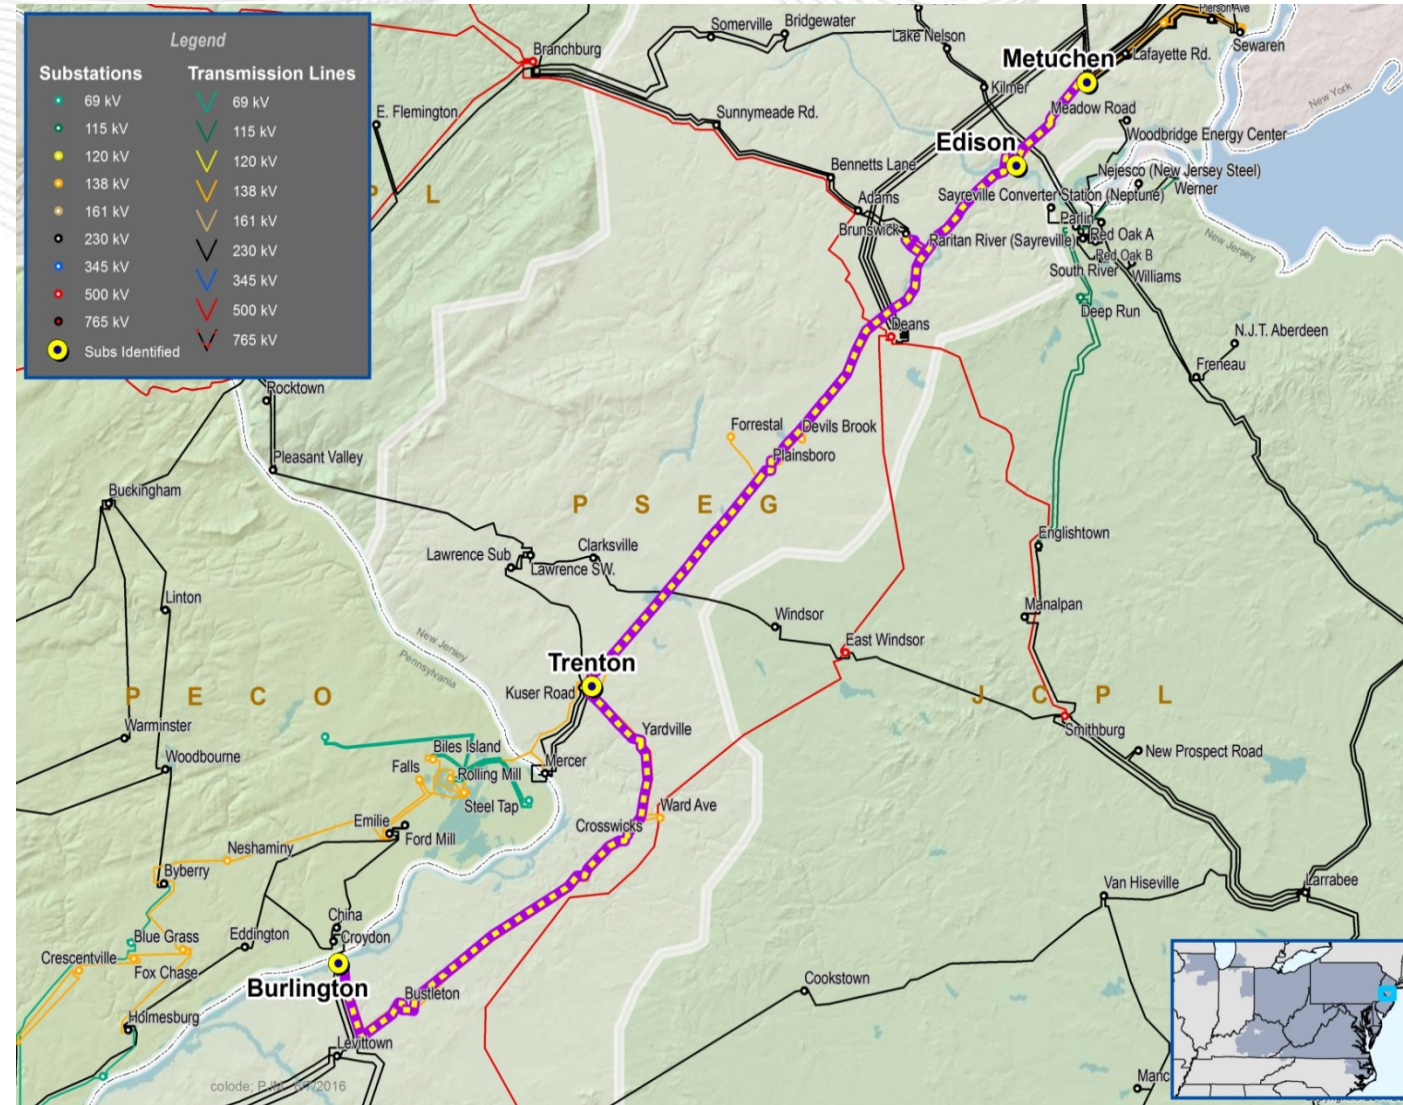 Legend
Substations
Transmission Lines
69 kV
69 kV
115 kV
115 kV
120 kV
120 kV
138 kV
138 kV
161 kV
161 kV
230 kV
230 kV
345 kV
345 kV
500 kV
500 kV
765 kV
765 kV
Subs Identified
Somerville
Bridgewater
Lake Nelson
Pierson Ave
Sewaren
Branchburg
Metuchen
Lafayette Rd.
Kilmer
New York
E. Flemington
Sunnymeade Rd.
Meadow Road
Edison
Woodbridge Energy Center
Bennetts Lane
Nejesco (New Jersey Steel)
Werner
P L
Adams
Sayreville Converter Station (Neptune)
Parlin
Brunswick
Raritan River (Sayreville)
Red Oak A
New Jersey
Red Oak B
South River
Williams
Deep Run
Deans
N.J.T. Aberdeen
Freneau
Rocktown
Forrestal
Devils Brook
Plainsboro
Pleasant Valley
Buckingham
P S E G
Englishtown
Lawrence Sub
Clarksville
Lawrence SW.
Linton
Manalpan
Windsor
New Jersey
East Windsor
Pennsylvania
Trenton
Kuser Road
P E C O
J C P L
Warminster
Yardville
Smithburg
Biles Island
New Prospect Road
Woodbourne
Mercer
Falls
Rolling Mill
Steel Tap
Ward Ave
Emilie
Crosswicks
Ford Mill
Neshaminy
Byberry
Van Hiseville
Larrabee
China
Blue Grass
Eddington
Croydon
Crescentville
Fox Chase
Cookstown
Burlington
Bustleton
Holmesburg
Levittown
Manc